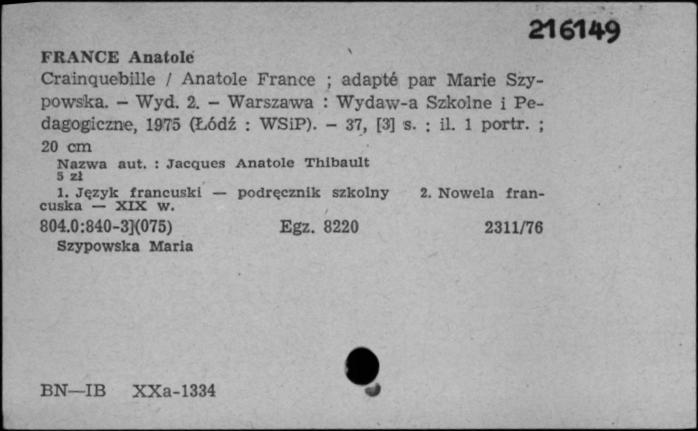 216149
FRANCE Anatole
Crainquebille / Anatole France ; adapté par Marie Szy-
powska. — Wyd. 2. — Warszawa : Wydaw-a Szkolne i Pe-
dagogiczne, 1975 (Łódź : WSiP). — 37, [3] s. : il. 1 portr. ;
20 cm
Nazwa aut. : Jacques Anatole Thibault
5 zł
1. Język francuski — podręcznik szkolny 2. Nowela fran-
cuska — XIX w.
804.0:840-3](075) Egz. 8220 2311/76
Szypowska Maria
BN—IB XXa-1334